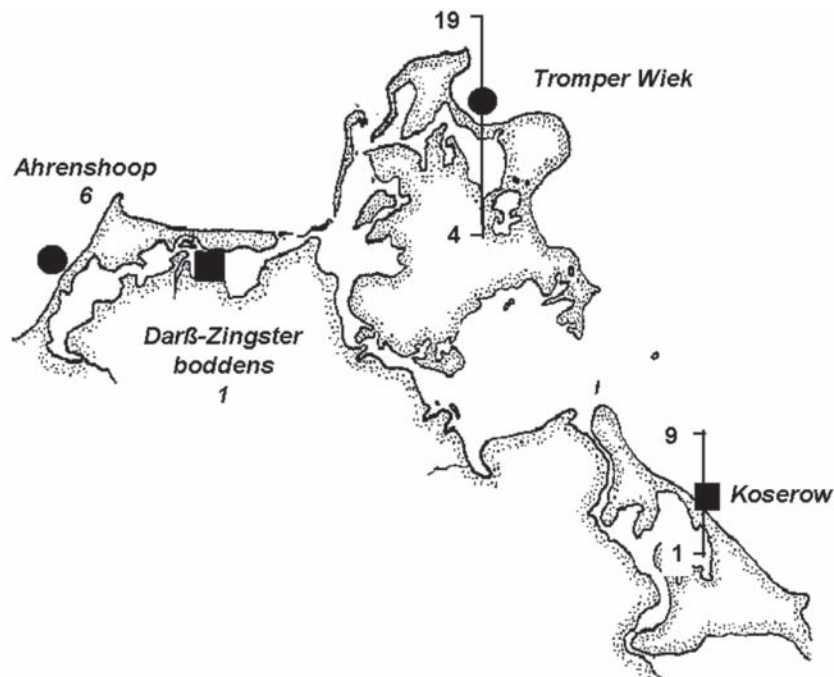 19
Tromper Wiek
Ahrenshoop
6
4
Darß-Zingster
boddens
1
9
Koserow
1